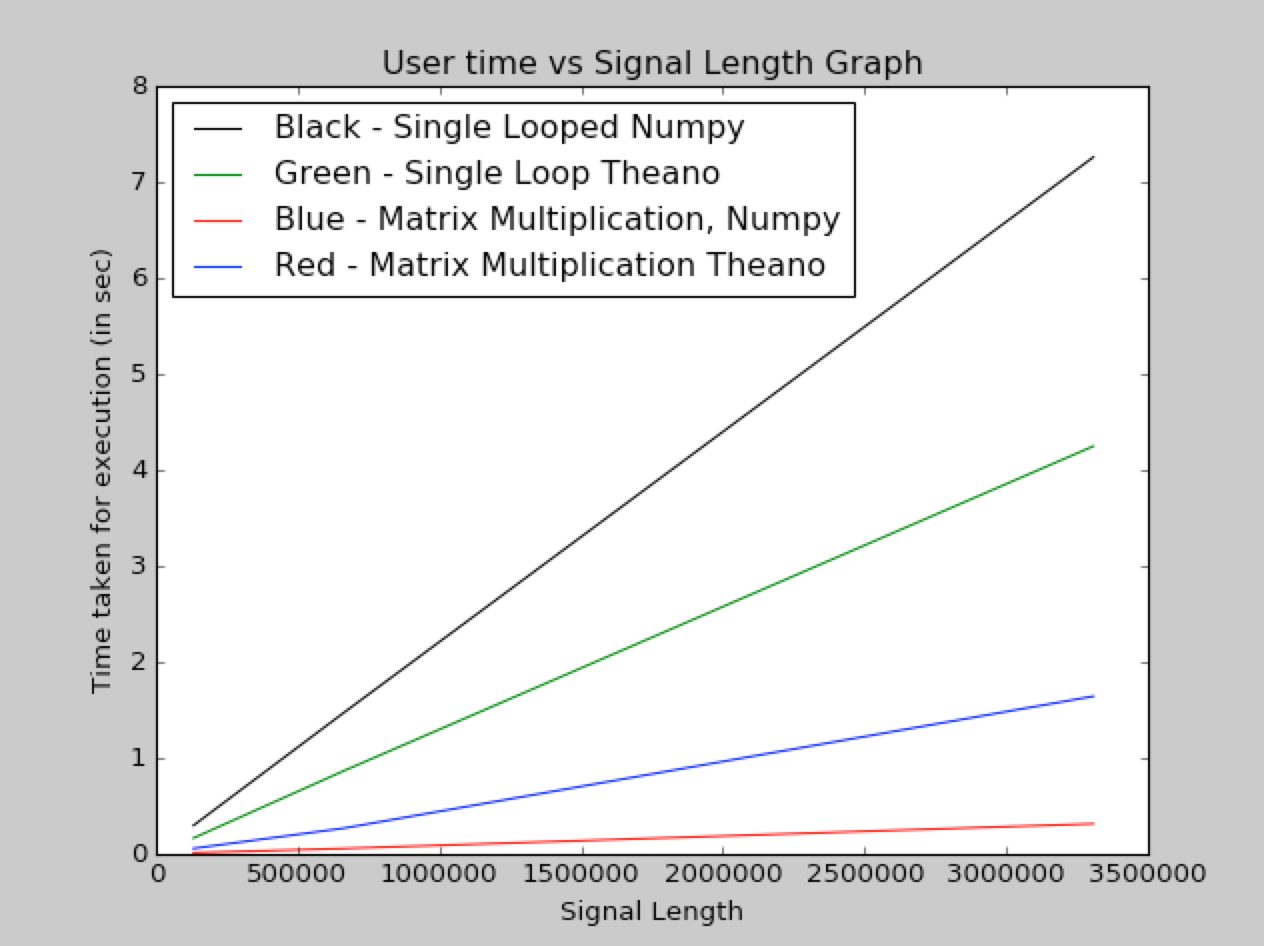 User time vs Signal Length Graph
8
Black - Single Looped Numpy
Green - Single Loop Theano
Blue - Matrix Multiplication, Numpy
Red - Matrix Multiplication Theano
7
6
5
4
3
2
1
0
Time taken for execution (in sec)
0 500000 1000000 1500000 2000000 2500000 3000000 3500000
Signal Length